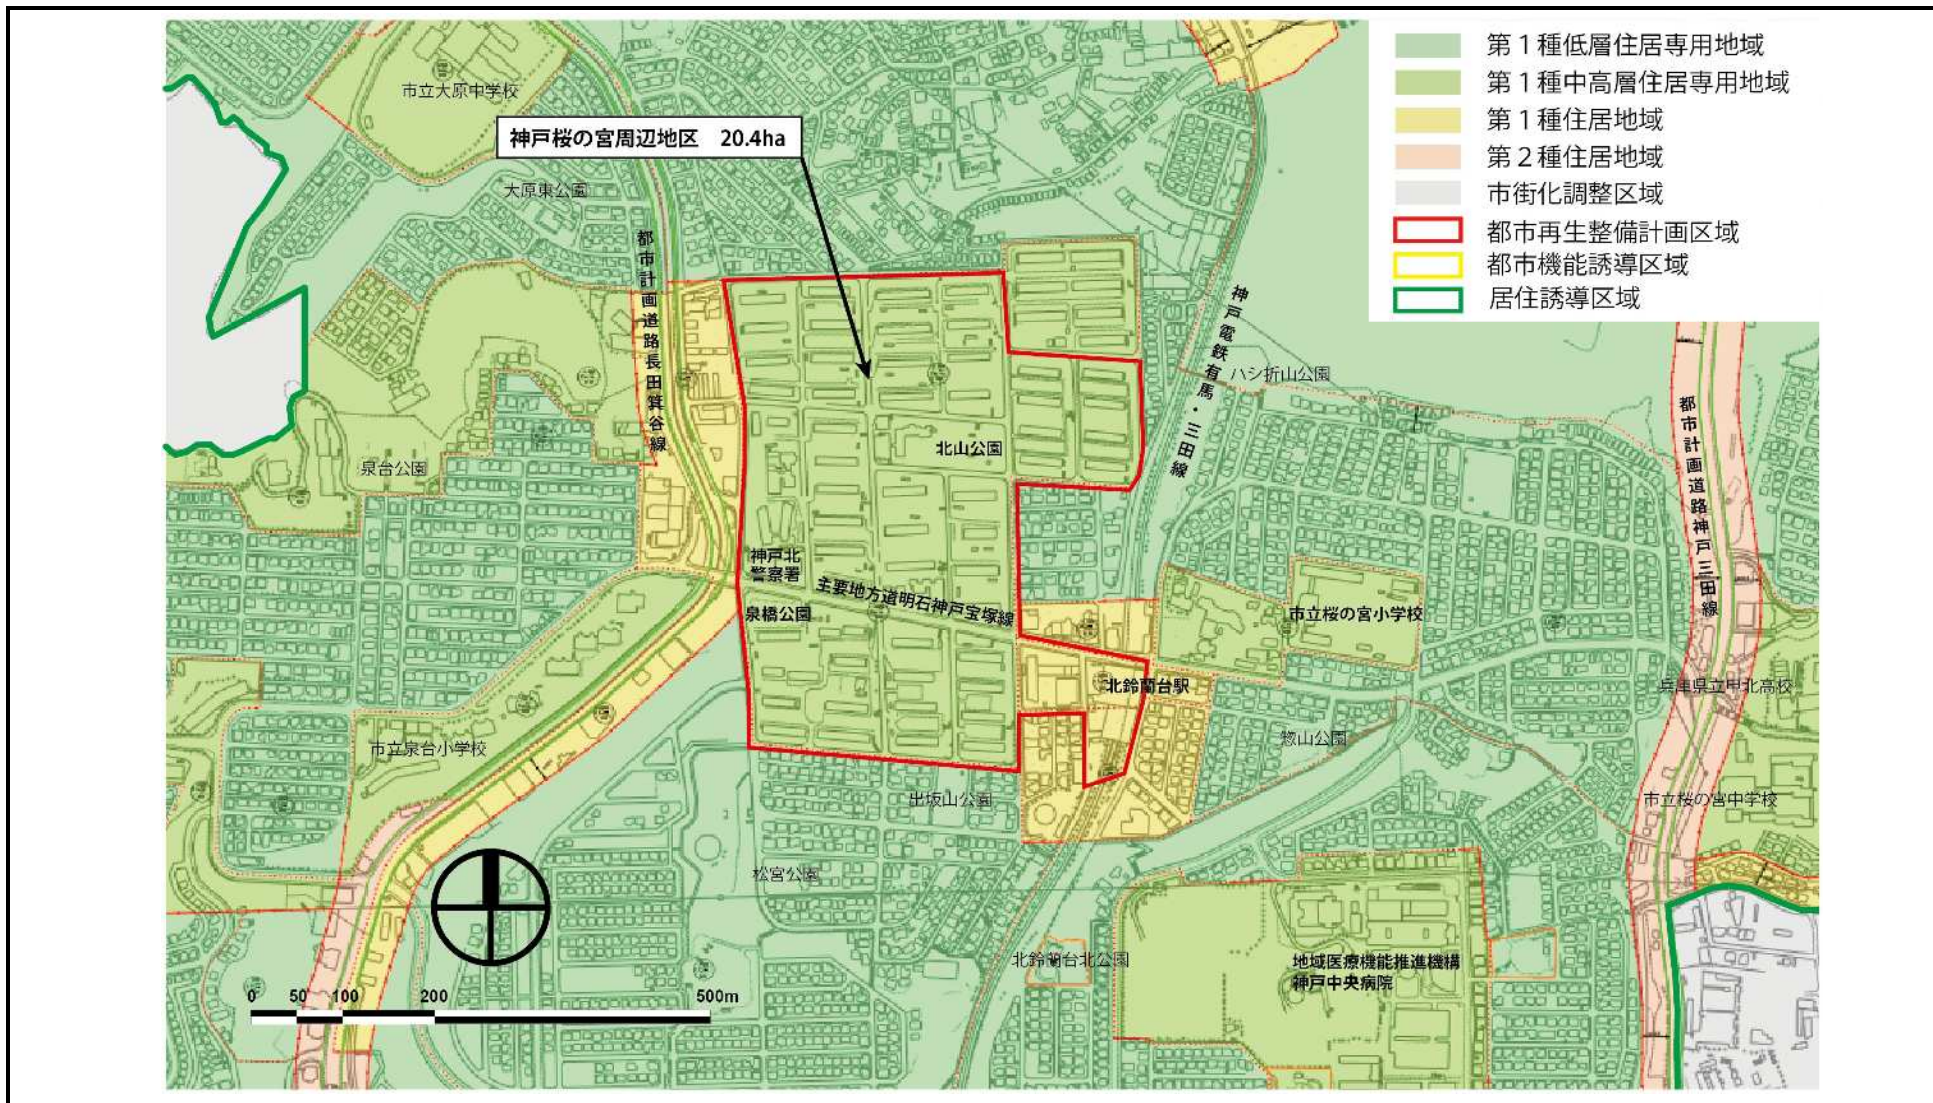 第１種低層住居専用地域
第１種中高層住居専用地域
第１種住居地域
第２種住居地域
市街化調整区域
都市再生整備計画区域
都市機能誘導区域
居住誘導区域
市立大原中学校
神戸桜の宮周辺地区　20.4ha
大原東公園
都市計画道路長田箕谷線
神戸電鉄有馬・三田線
ハシ折山公園
都市計画道路神戸三田線
泉台公園
北山公園
神戸北
警察署
主要地方道明石神戸宝塚線
泉橋公園
市立桜の宮小学校
北鈴蘭台駅
兵庫県立甲北高校
市立泉台小学校
惣山公園
出坂山公園
市立桜の宮中学校
松宮公園
北鈴蘭台北公園
地域医療機能推進機構
神戸中央病院
0 50 100 200 500m